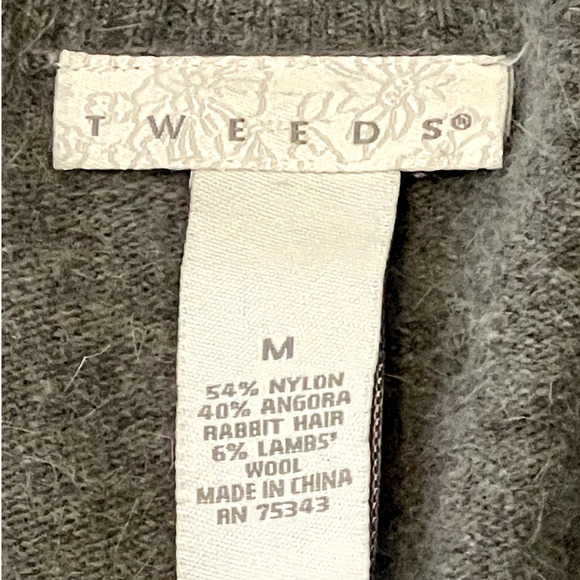 TWEEDS®
M
54% NYLON
40% ANGORA
RABBIT HAIR
6% LAMBS'
WOOL
MADE IN CHINA
RN 75343